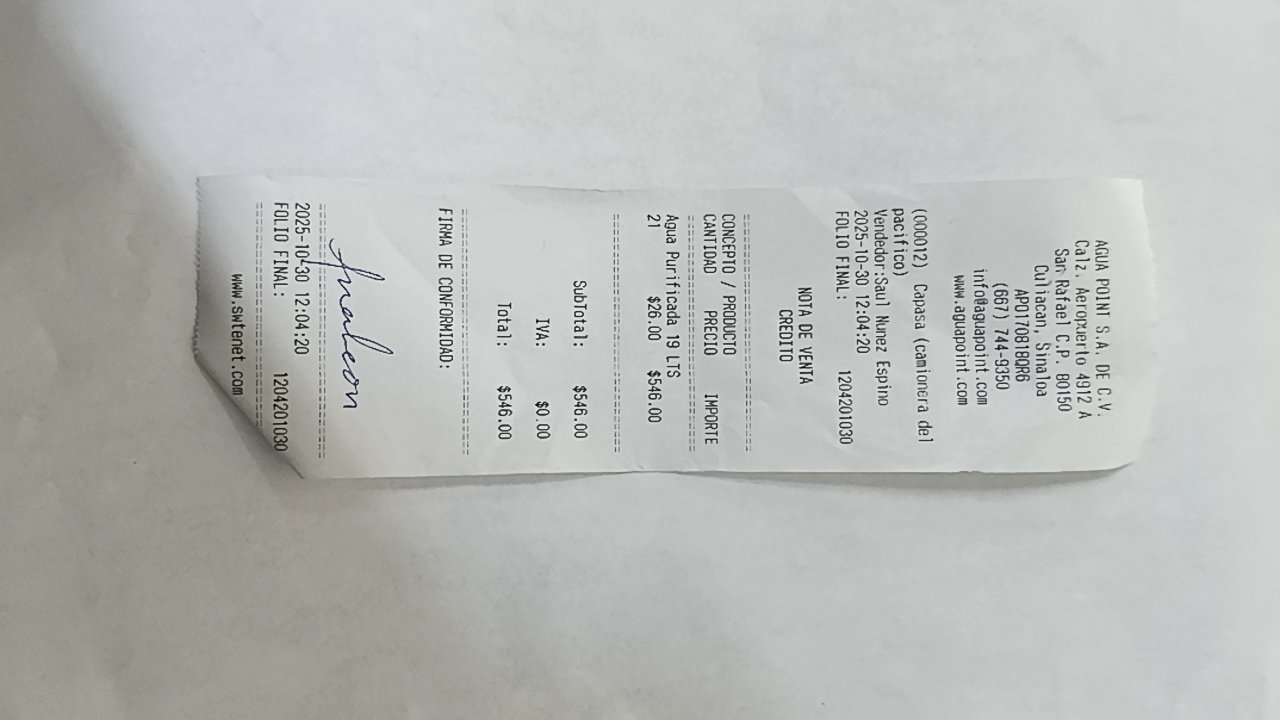 AGUA POINT S.A. DE C.V.
Calz. Aeropuerto 4912 A
San Rafael C.P. 80150
Culiacan, Sinaloa
APO170818QR6
(667) 744-9350
info@aguapoint.com
www.aguapoint.com
(000012) Capasa (camionera del
pacifico)
Vendedor:Saul Nunez Espino
2025-10-30 12:04:20
FOLIO FINAL: 1204201030
NOTA DE VENTA
CREDITO
CONCEPTO / PRODUCTO
CANTIDAD PRECIO IMPORTE
Agua Purificada 19 LTS
21 $26.00 $546.00
SubTotal: $546.00
IVA: $0.00
Total: $546.00
FIRMA DE CONFORMIDAD:
2025-10-30 12:04:20
FOLIO FINAL: 1204201030
www.swtenet.com